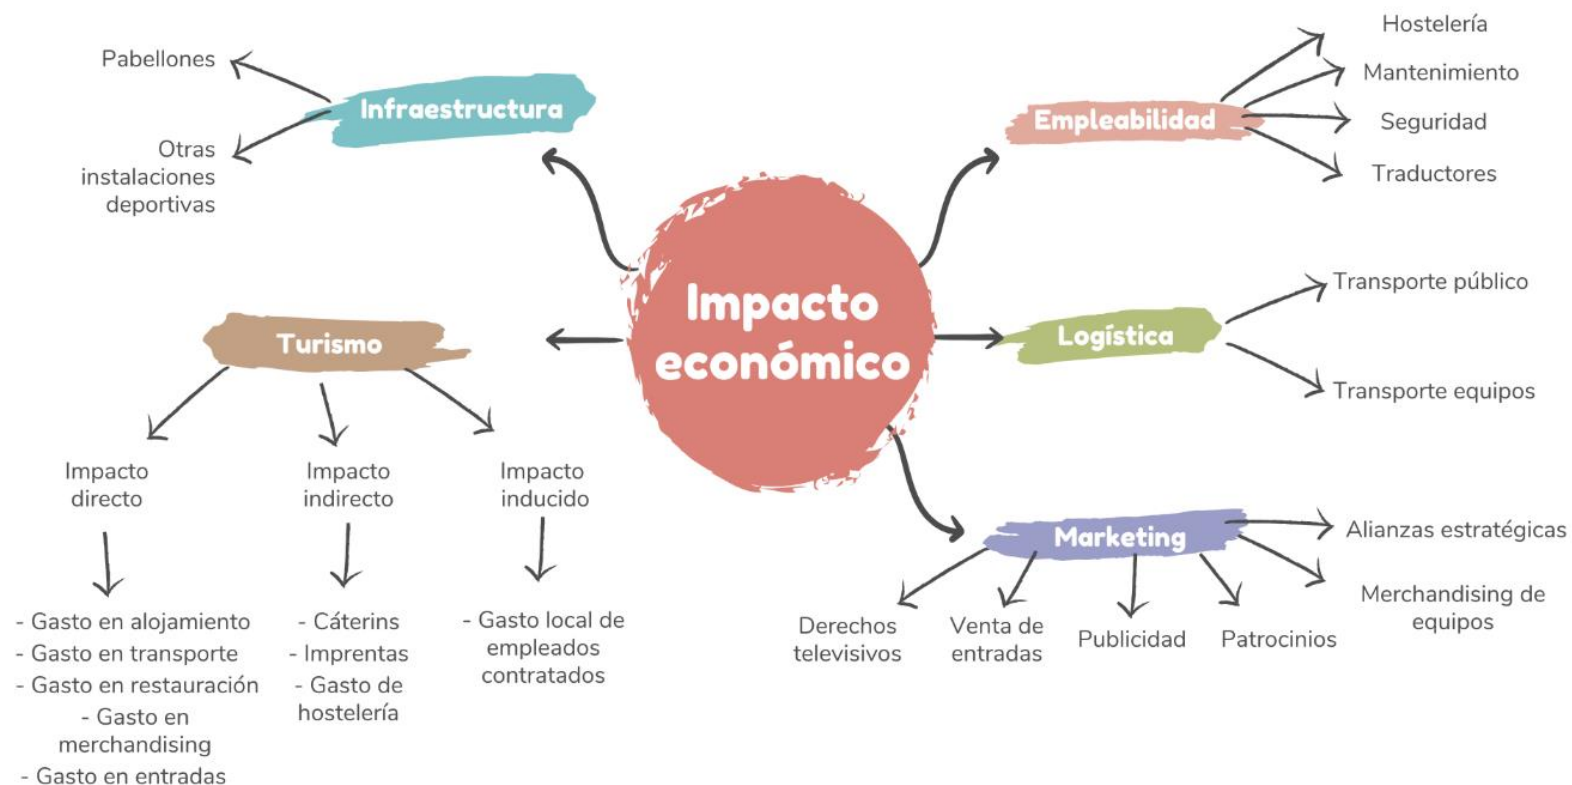 Impacto
económico
Infraestructura
Pabellones
Otras
instalaciones
deportivas
Empleabilidad
Hostelería
Mantenimiento
Seguridad
Traductores
Turismo
Impacto
directo
- Gasto en alojamiento
- Gasto en transporte
- Gasto en restauración
- Gasto en
merchandising
- Gasto en entradas
Impacto
indirecto
- Cáterins
- Imprentas
- Gasto de
hostelería
Impacto
inducido
- Gasto local de
empleados
contratados
Logística
Transporte público
Transporte equipos
Marketing
Derechos
televisivos
Venta de
entradas
Publicidad
Patrocinios
Merchandising de
equipos
Alianzas estratégicas